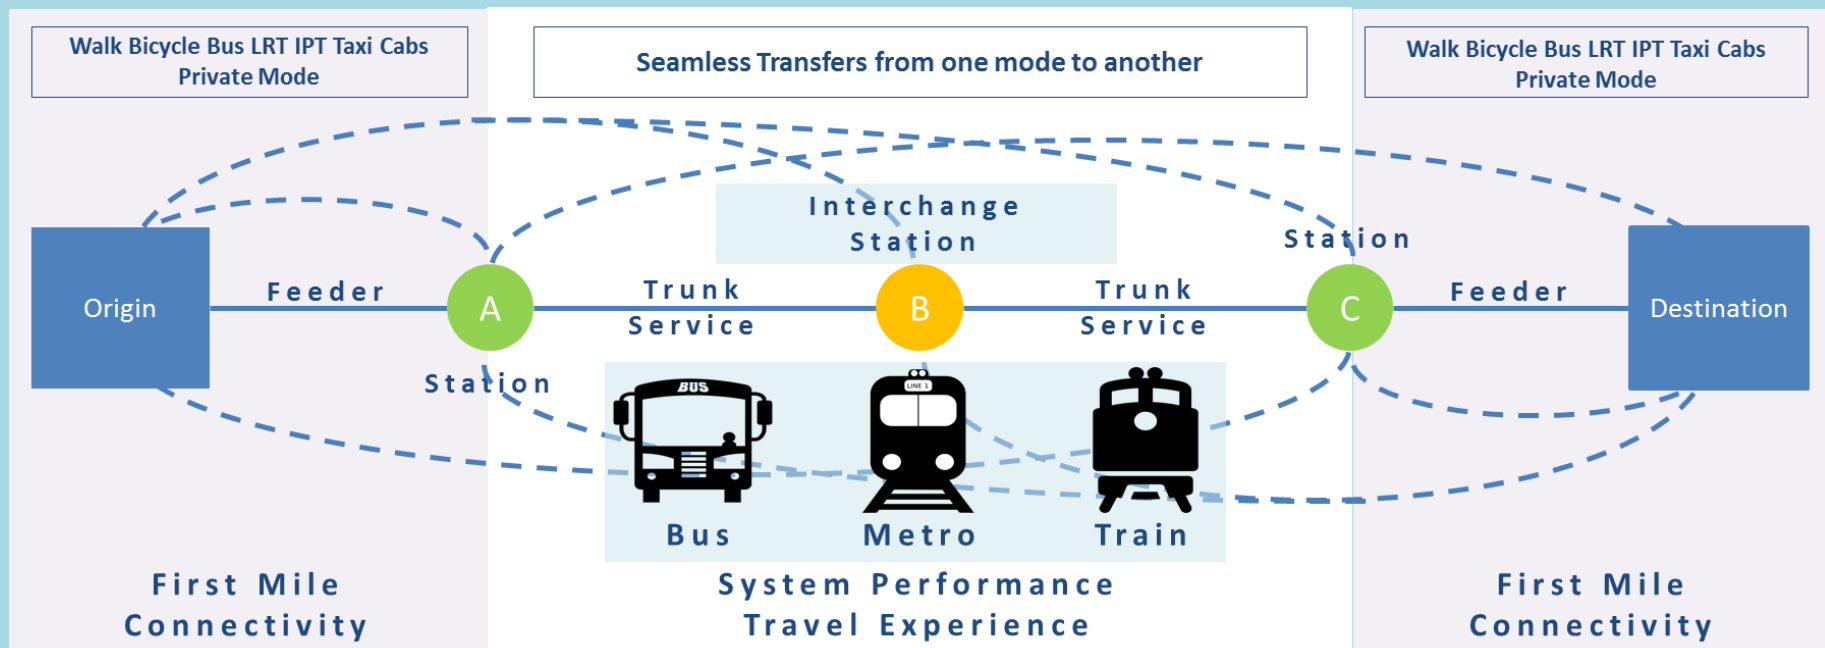 Walk Bicycle Bus LRT IPT Taxi Cabs
Private Mode
Seamless Transfers from one mode to another
Walk Bicycle Bus LRT IPT Taxi Cabs
Private Mode
Interchange
Station
Station
Origin
Feeder
A
Trunk
Service
B
Trunk
Service
C
Feeder
Destination
Station
BUS
LINE 1
Bus
Metro
Train
First Mile
Connectivity
System Performance
Travel Experience
First Mile
Connectivity